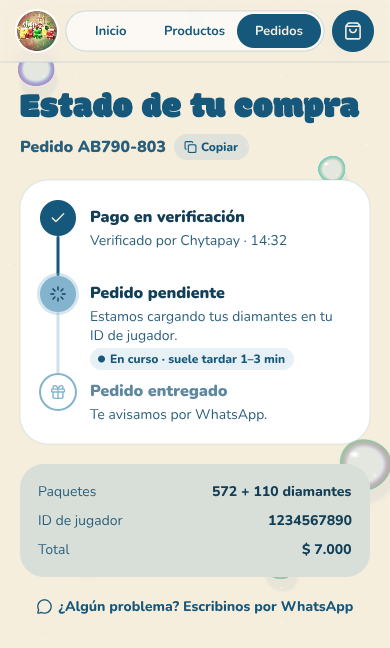 Inicio
Productos
Pedidos
Estado de tu compra
Pedido AB790-803
Copiar
Pago en verificación
Verificado por Chytapay · 14:32
Pedido pendiente
Estamos cargando tus diamantes en tu
ID de jugador.
En curso · suele tardar 1–3 min
Pedido entregado
Te avisamos por WhatsApp.
Paquetes
572 + 110 diamantes
ID de jugador
1234567890
Total
$ 7.000
¿Algún problema? Escribinos por WhatsApp